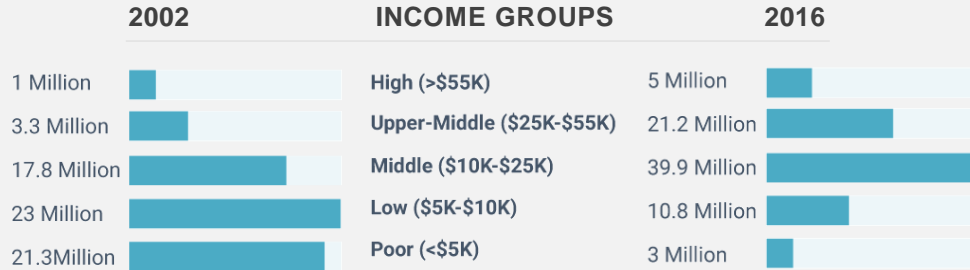 2002 INCOME GROUPS 2016
1 Million High (>$55K) 5 Million
3.3 Million Upper-Middle ($25K-$55K) 21.2 Million
17.8 Million Middle ($10K-$25K) 39.9 Million
23 Million Low ($5K-$10K) 10.8 Million
21.3Million Poor (<$5K) 3 Million